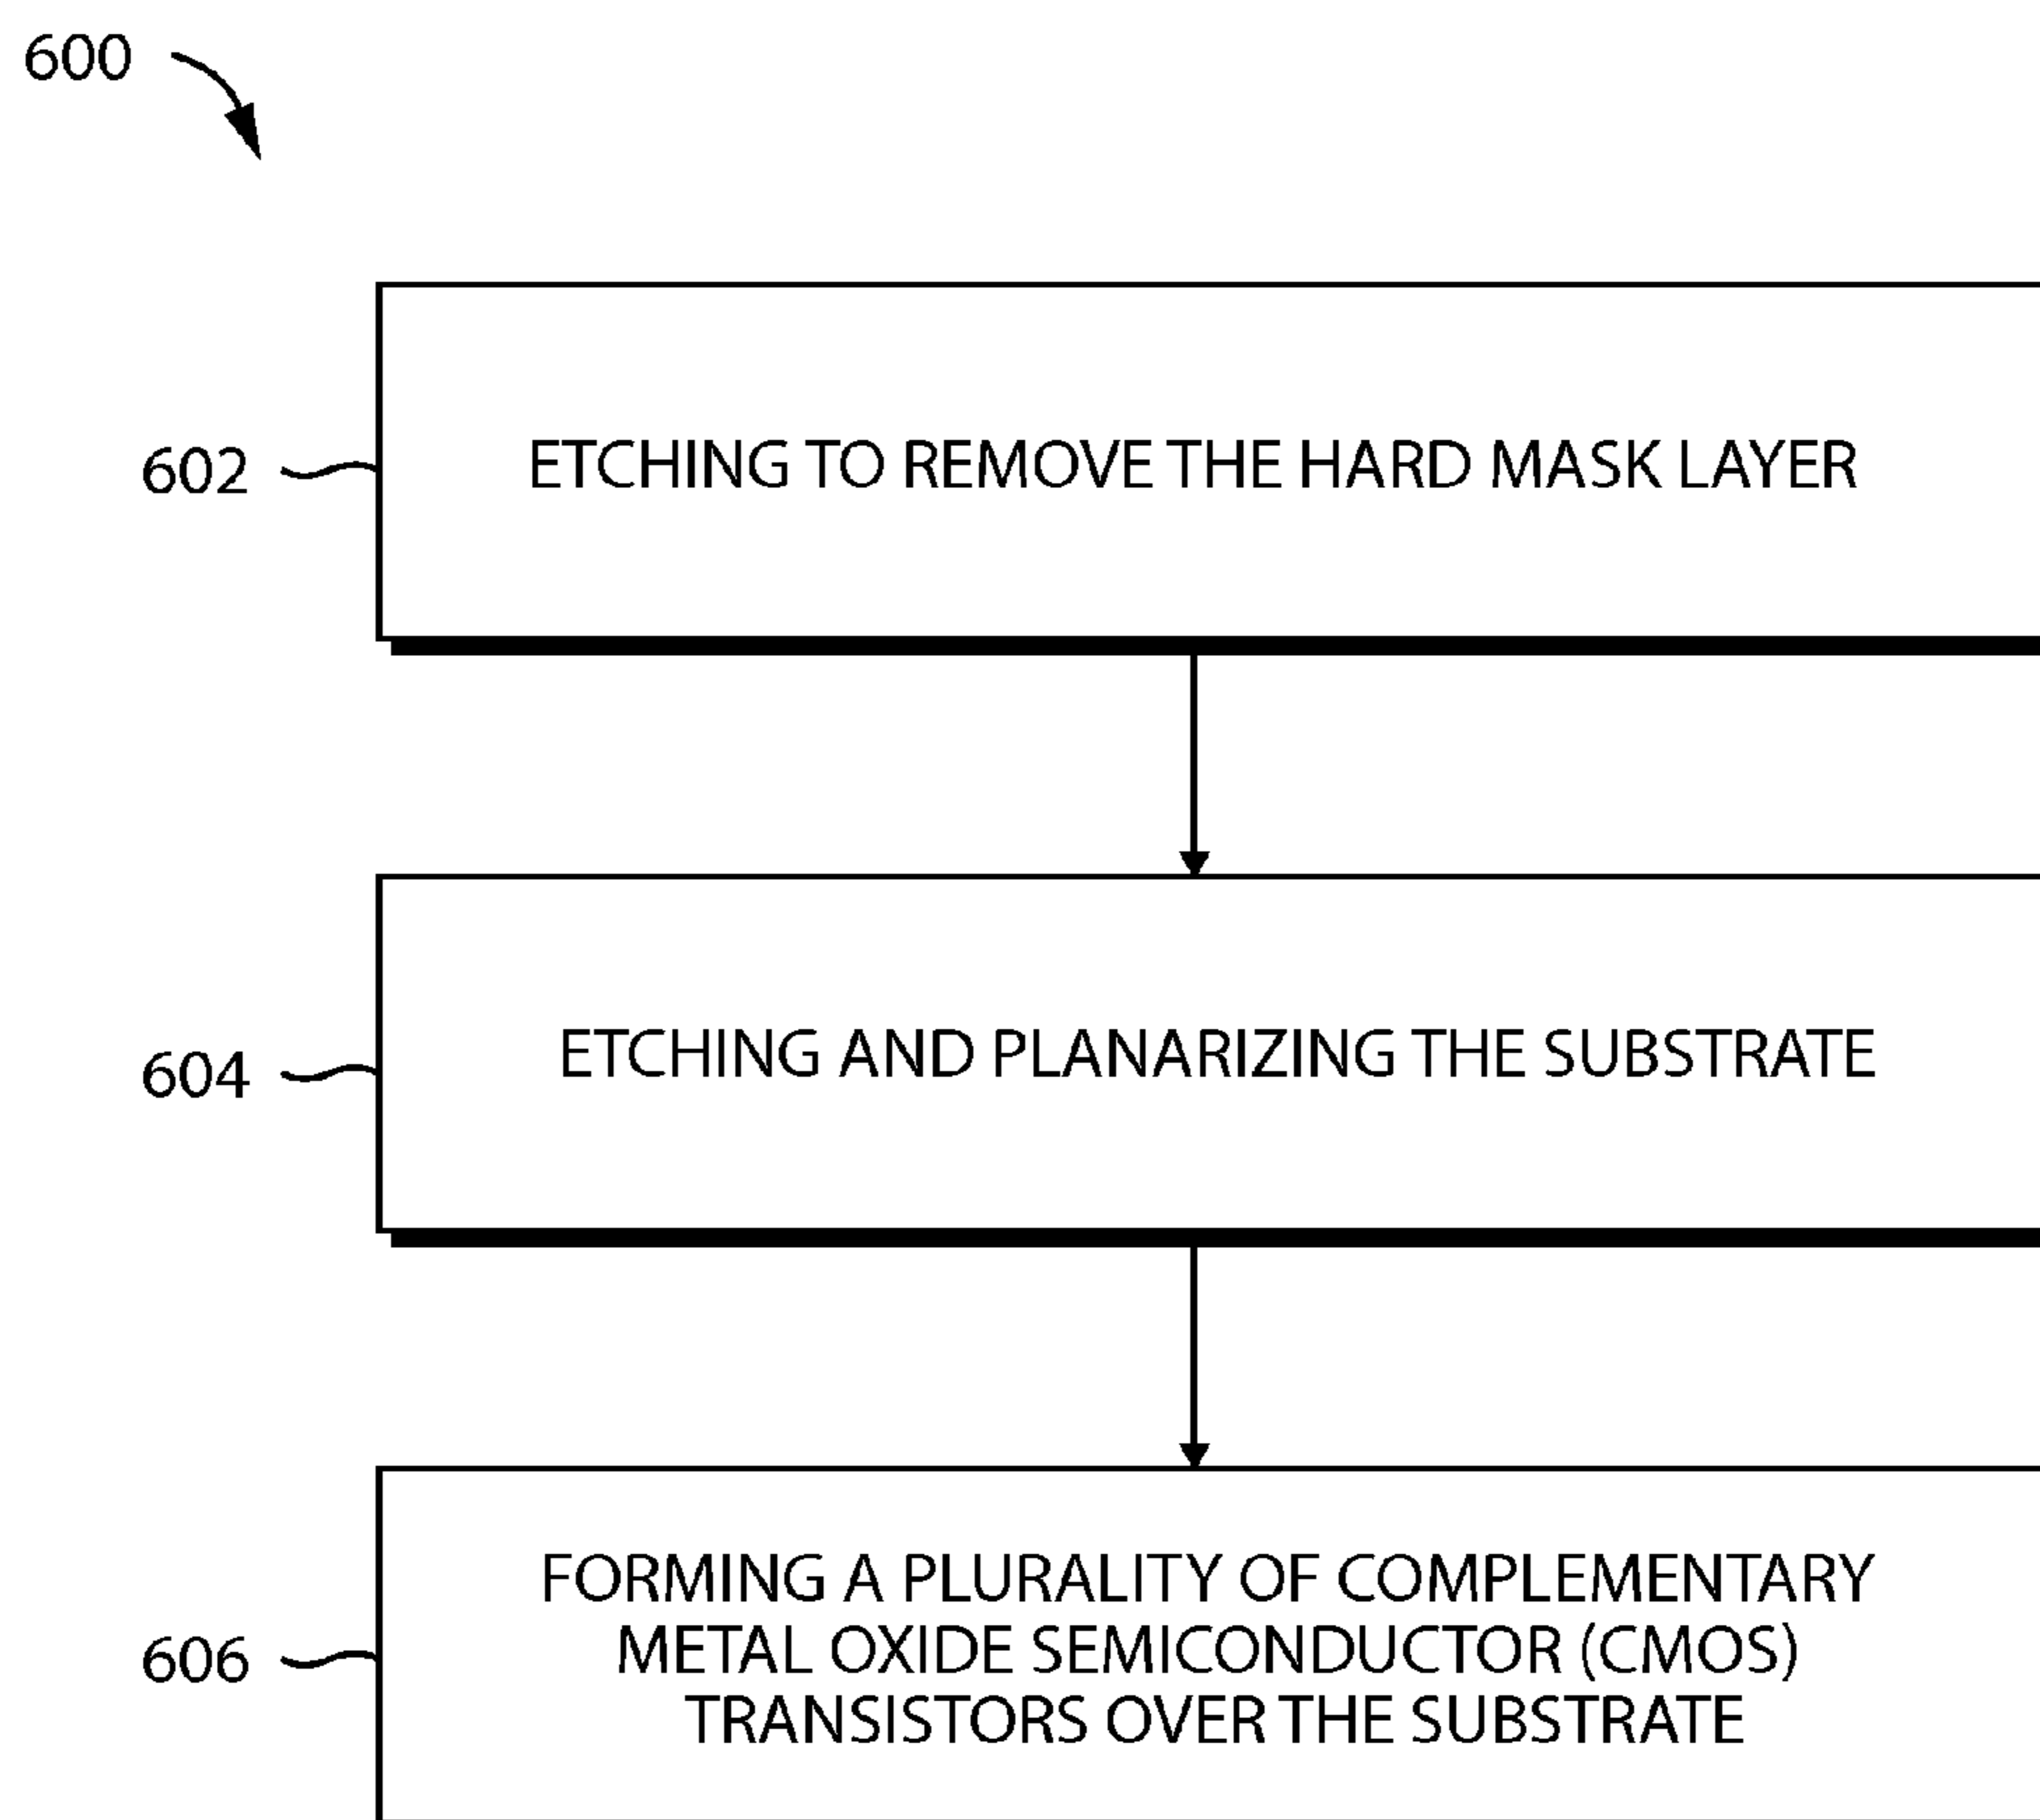 600
602
ETCHING TO REMOVE THE HARD MASK LAYER
604
ETCHING AND PLANARIZING THE SUBSTRATE
606
FORMING A PLURALITY OF COMPLEMENTARY
METAL OXIDE SEMICONDUCTOR (CMOS)
TRANSISTORS OVER THE SUBSTRATE